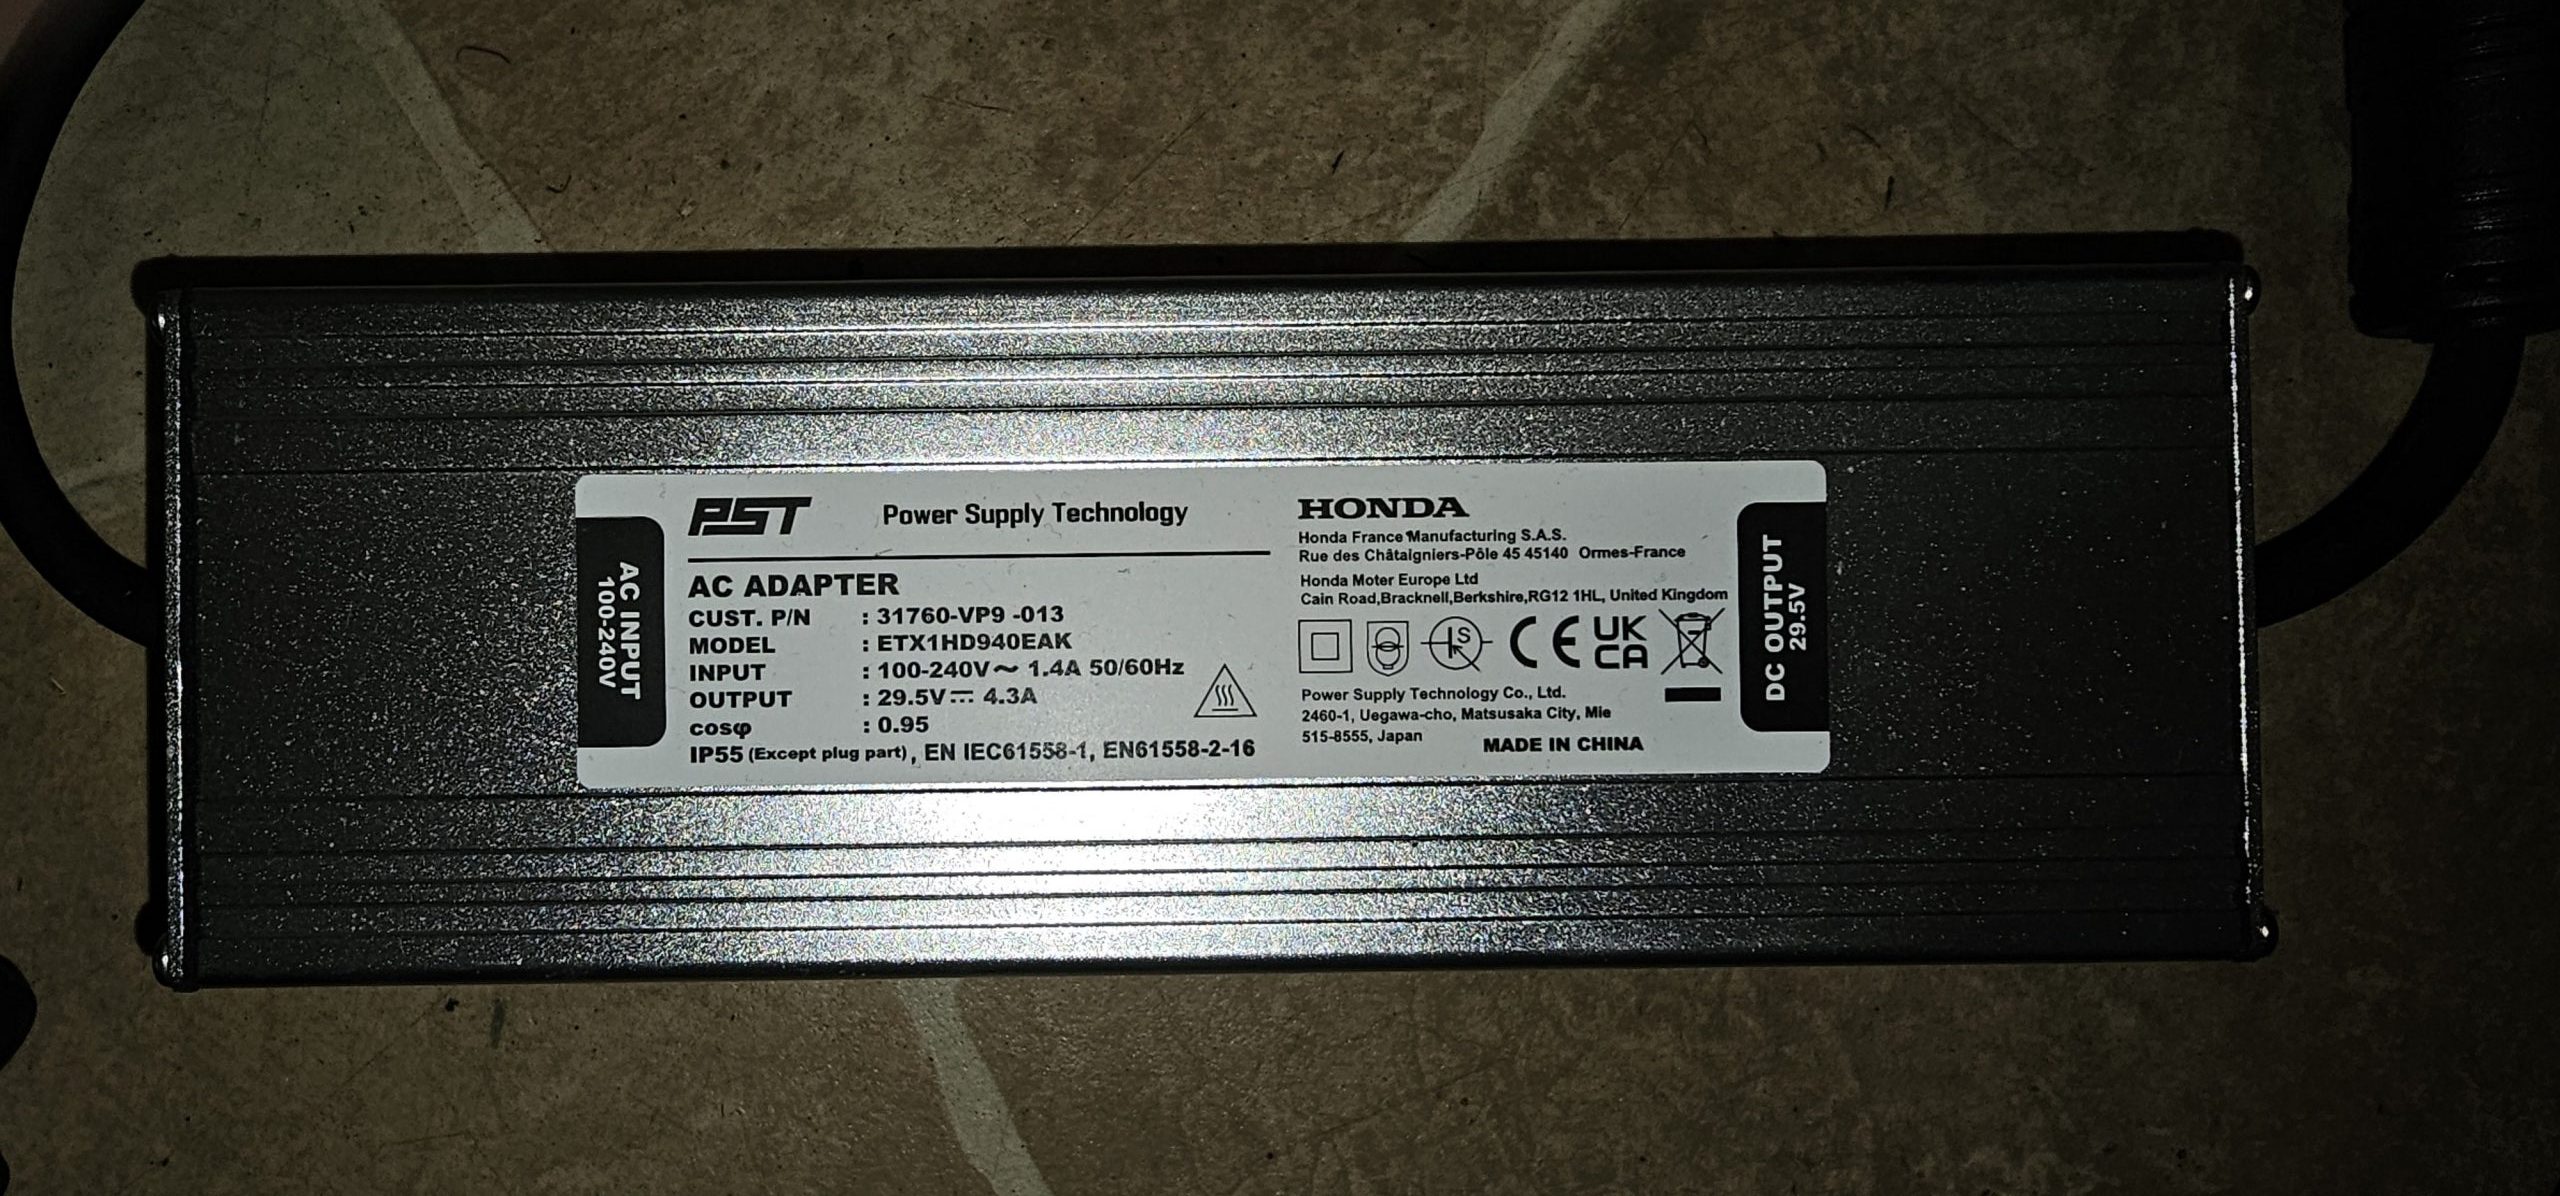 AC INPUT
100-240V
PST Power Supply Technology
AC ADAPTER
CUST. P/N : 31760-VP9 -013
MODEL : ETX1HD940EAK
INPUT : 100-240V～ 1.4A 50/60Hz
OUTPUT : 29.5V⎓ 4.3A
cosφ : 0.95
IP55 (Except plug part), EN IEC61558-1, EN61558-2-16
HONDA
Honda France Manufacturing S.A.S.
Rue des Châtaigniers-Pôle 45 45140 Ormes-France
Honda Moter Europe Ltd
Cain Road,Bracknell,Berkshire,RG12 1HL, United Kingdom
S CE UK
CA
Power Supply Technology Co., Ltd.
2460-1, Uegawa-cho, Matsusaka City, Mie
515-8555, Japan
MADE IN CHINA
DC OUTPUT
29.5V